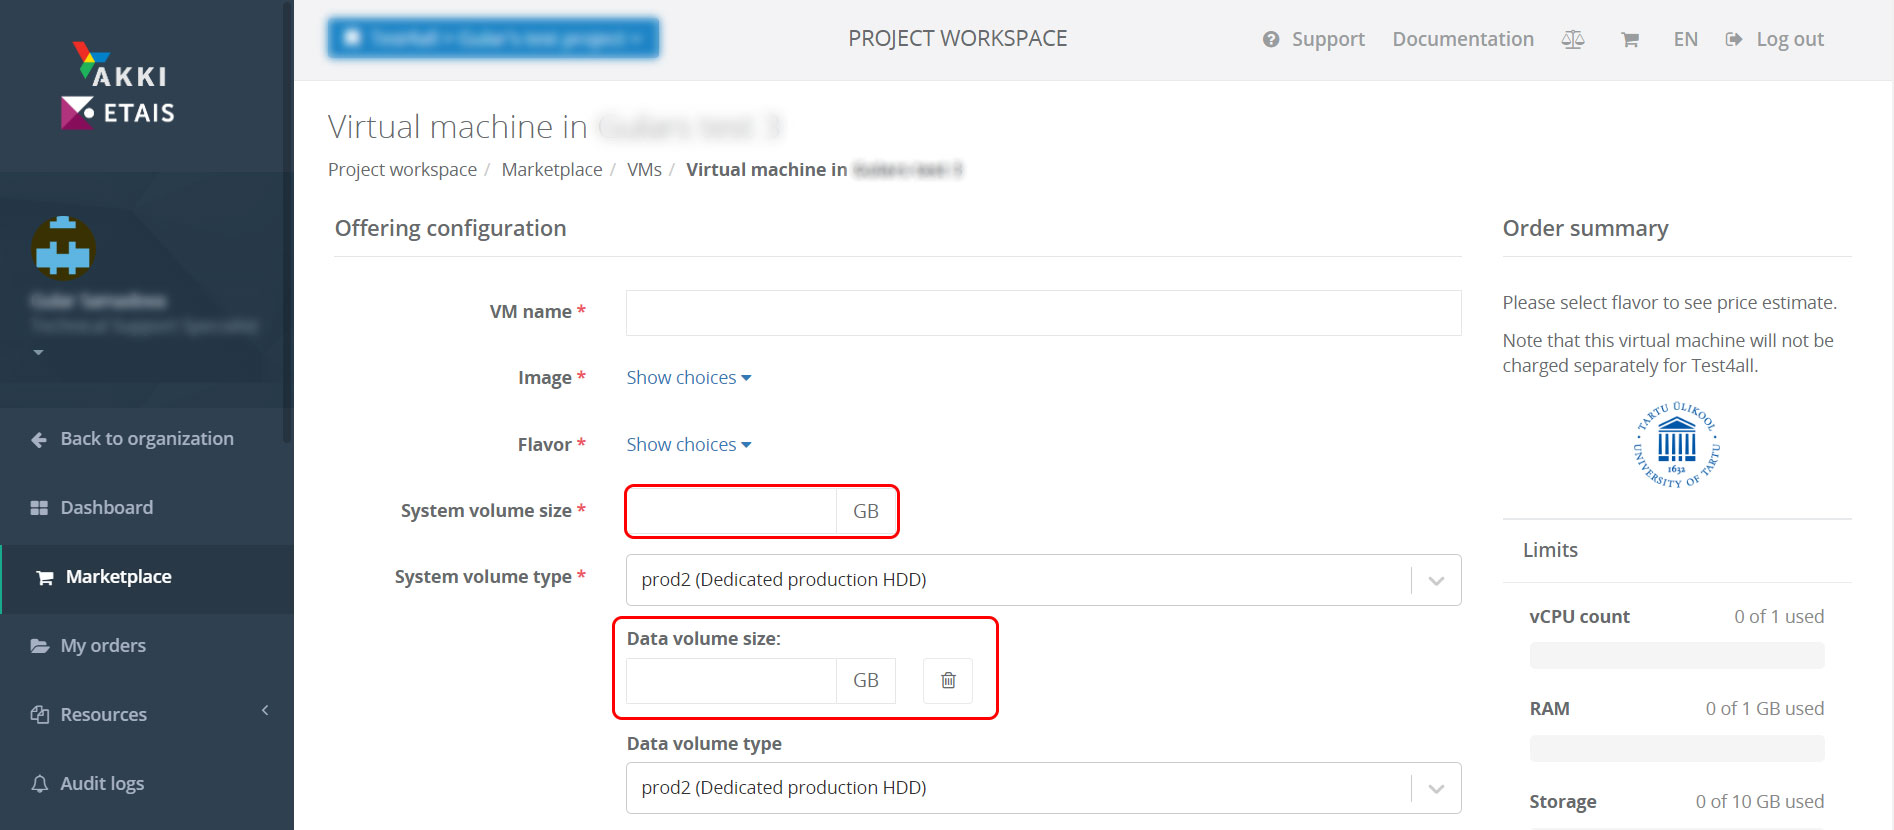 AKKI
ETAIS
PROJECT WORKSPACE
Support
Documentation
EN
Log out
Virtual machine in
Project workspace / Marketplace / VMs / Virtual machine in
Back to organization
Dashboard
Marketplace
My orders
Resources
Audit logs
Offering configuration
VM name *
Image * Show choices
Flavor * Show choices
System volume size * GB
System volume type * prod2 (Dedicated production HDD)
Data volume size:
GB
Data volume type
prod2 (Dedicated production HDD)
Order summary
Please select flavor to see price estimate.
Note that this virtual machine will not be
charged separately for Test4all.
TARTU ÜLIKOOL
UNIVERSITY OF TARTU
1632
Limits
vCPU count 0 of 1 used
RAM 0 of 1 GB used
Storage 0 of 10 GB used